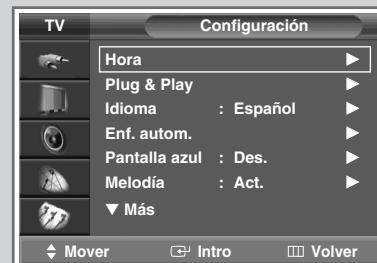 TV Configuración
Hora ►
Plug & Play ►
Idioma : Español ►
Enf. autom. ►
Pantalla azul : Des. ►
Melodía : Act. ►
▼ Más
Mover Intro Volver